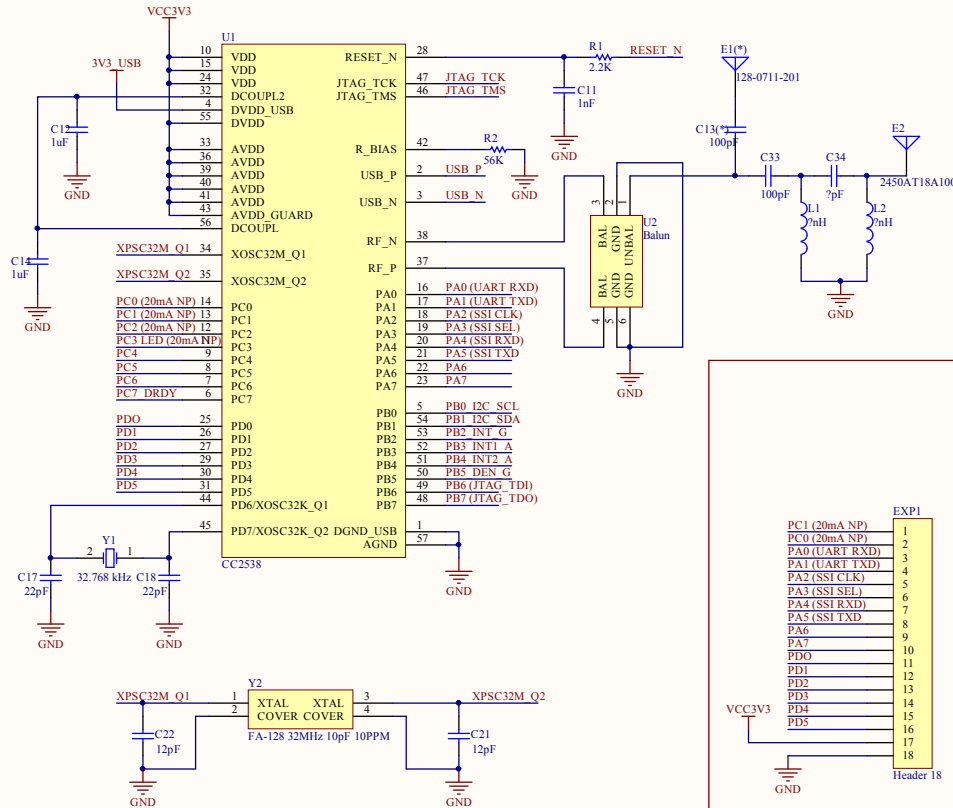 VCC3V3
3V3_USB
C12
1uF
GND
C14
1uF
GND
U1
10 VDD
15 VDD
24 VDD
32 DCOUPL2
4 DVDD_USB
55 DVDD
33 AVDD
36 AVDD
39 AVDD
40 AVDD
41 AVDD
43 AVDD_GUARD
56 DCOUPL
XPSC32M_Q1 34 XOSC32M_Q1
XPSC32M_Q2 35 XOSC32M_Q2
PC0 (20mA NP) 14 PC0
PC1 (20mA NP) 13 PC1
PC2 (20mA NP) 12 PC2
PC3 LED (20mA NP) 11 PC3
PC4 9 PC4
PC5 8 PC5
PC6 7 PC6
PC7_DRDY 6 PC7
PDO 25 PD0
PD1 26 PD1
PD2 27 PD2
PD3 29 PD3
PD4 30 PD4
PD5 31 PD5
44 PD6/XOSC32K_Q1
45 PD7/XOSC32K_Q2
RESET_N 28
JTAG_TCK 47 JTAG_TCK
JTAG_TMS 46 JTAG_TMS
R_BIAS 42
USB_P 2 USB_P
USB_N 3 USB_N
RF_N 38
RF_P 37
PA0 16 PA0 (UART RXD)
PA1 17 PA1 (UART TXD)
PA2 18 PA2 (SSI CLK)
PA3 19 PA3 (SSI SEL)
PA4 20 PA4 (SSI RXD)
PA5 21 PA5 (SSI TXD
PA6 22 PA6
PA7 23 PA7
PB0 5 PB0_I2C_SCL
PB1 54 PB1_I2C_SDA
PB2 53 PB2_INT_G
PB3 52 PB3_INT1_A
PB4 51 PB4_INT2_A
PB5 50 PB5_DEN_G
PB6 49 PB6 (JTAG_TDI)
PB7 48 PB7 (JTAG_TDO)
DGND_USB 1
AGND 57
CC2538
GND
R1
2.2K
RESET_N
C11
1nF
GND
R2
56K
GND
E1(*)
128-0711-201
C13(*)
100pF
C33
100pF
C34
?pF
E2
2450AT18A100
L1
?nH
L2
?nH
GND
3 2 1
BAL GND UNBAL
BAL GND GND
4 5 6
U2
Balun
GND
2 Y1 1
32.768 kHz
C17
22pF
GND
C18
22pF
GND
Y2
XPSC32M_Q1 1 XTAL XTAL 3 XPSC32M_Q2
2 COVER COVER 4
FA-128 32MHz 10pF 10PPM
C22
12pF
GND
C21
12pF
GND
EXP1
PC1 (20mA NP) 1
PC0 (20mA NP) 2
PA0 (UART RXD) 3
PA1 (UART TXD) 4
PA2 (SSI CLK) 5
PA3 (SSI SEL) 6
PA4 (SSI RXD) 7
PA5 (SSI TXD 8
PA6 9
PA7 10
PDO 11
PD1 12
PD2 13
PD3 14
PD4 15
PD5 16
VCC3V3 17
18
GND
Header 18